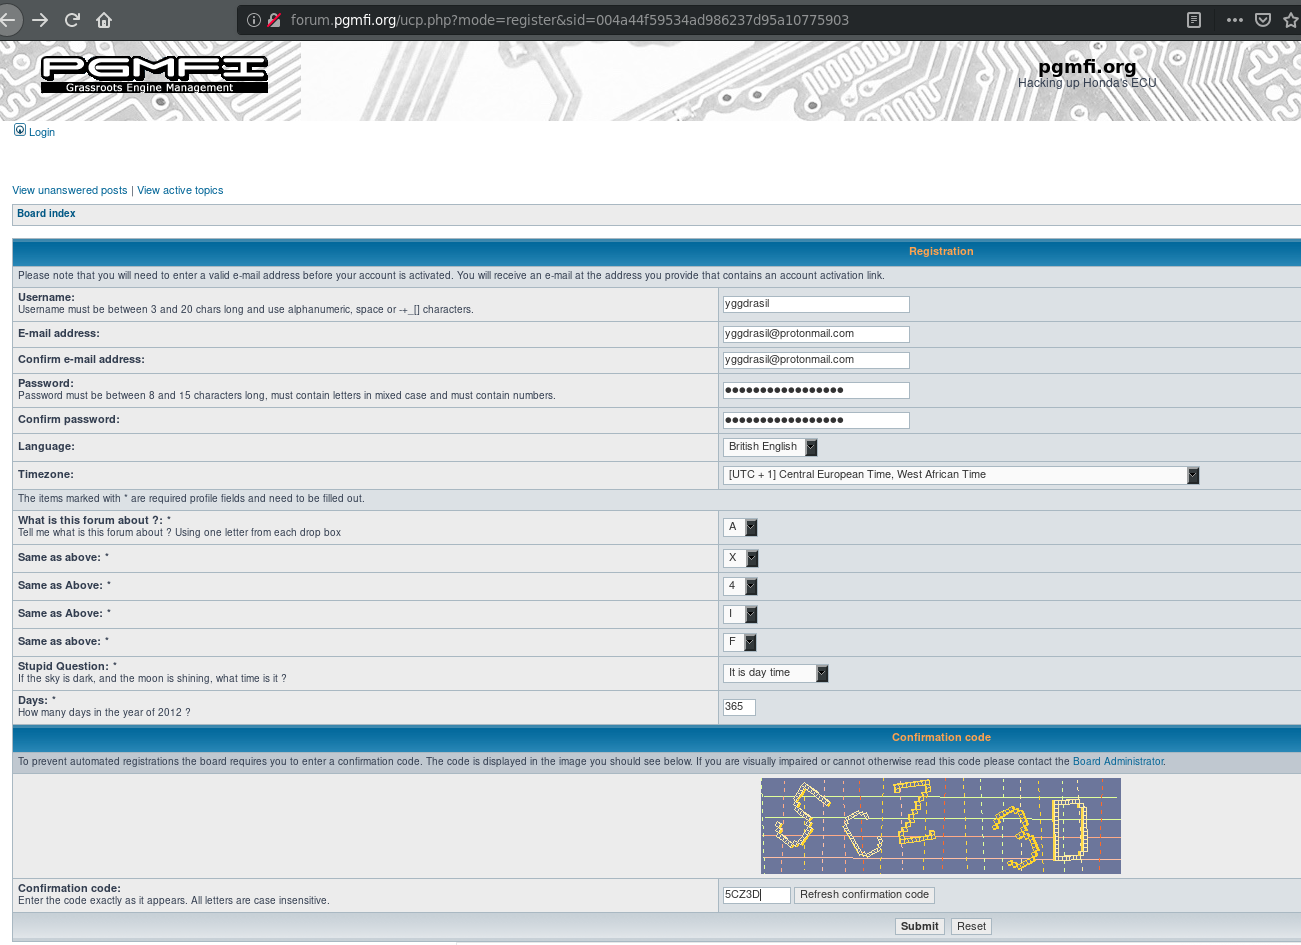 forum.pgmfi.org/ucp.php?mode=register&sid=004a44f59534ad986237d95a10775903
PGMFI
Grassroots Engine Management
pgmfi.org
Hacking up Honda's ECU
Login
View unanswered posts | View active topics
Board index
Registration
Please note that you will need to enter a valid e-mail address before your account is activated. You will receive an e-mail at the address you provide that contains an account activation link.
Username:
Username must be between 3 and 20 chars long and use alphanumeric, space or -+_[] characters.
yggdrasil
E-mail address:
yggdrasil@protonmail.com
Confirm e-mail address:
yggdrasil@protonmail.com
Password:
Password must be between 8 and 15 characters long, must contain letters in mixed case and must contain numbers.
Confirm password:
Language:
British English
Timezone:
[UTC + 1] Central European Time, West African Time
The items marked with * are required profile fields and need to be filled out.
What is this forum about ?: *
Tell me what is this forum about ? Using one letter from each drop box
A
Same as above: *
X
Same as Above: *
4
Same as Above: *
I
Same as above: *
F
Stupid Question: *
If the sky is dark, and the moon is shining, what time is it ?
It is day time
Days: *
How many days in the year of 2012 ?
365
Confirmation code
To prevent automated registrations the board requires you to enter a confirmation code. The code is displayed in the image you should see below. If you are visually impaired or cannot otherwise read this code please contact the Board Administrator.
Confirmation code:
Enter the code exactly as it appears. All letters are case insensitive.
5CZ3D
Refresh confirmation code
Submit Reset